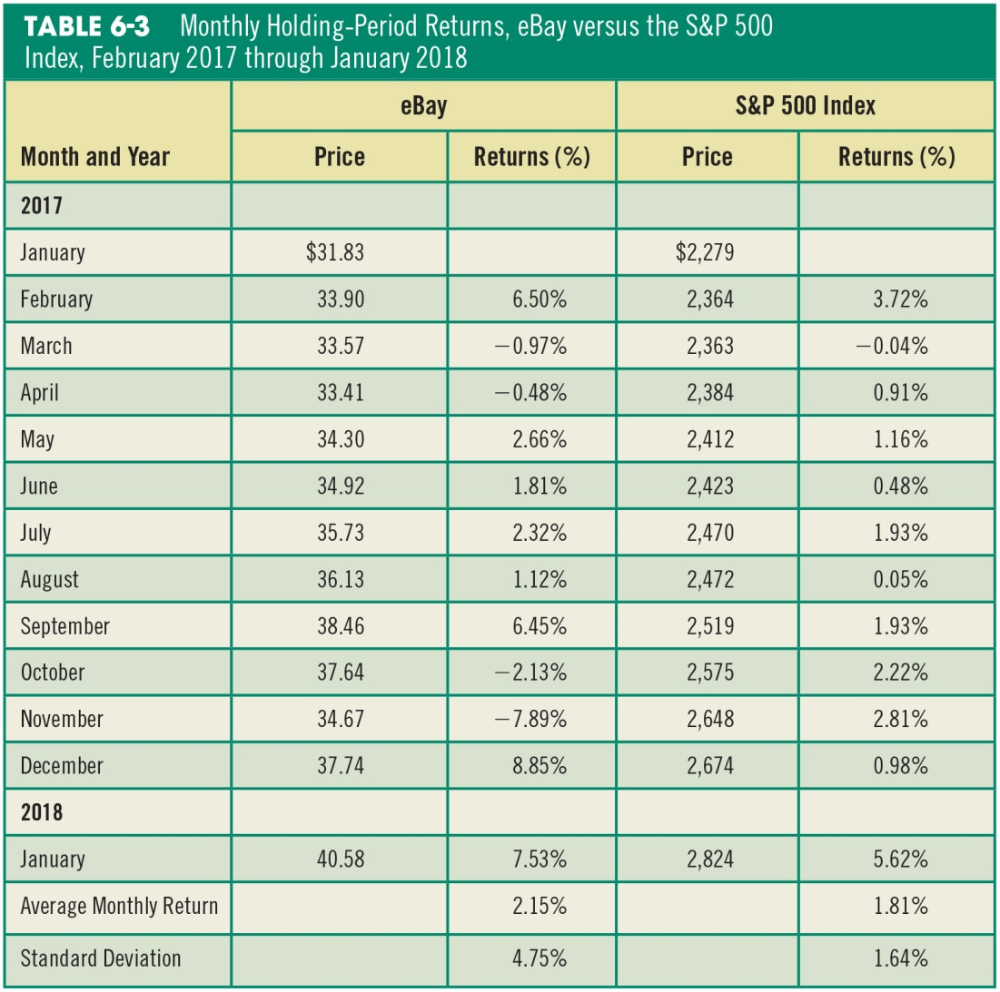 TABLE 6-3 Monthly Holding-Period Returns, eBay versus the S&P 500
Index, February 2017 through January 2018
eBay S&P 500 Index
Month and Year Price Returns (%) Price Returns (%)
2017
January $31.83 $2,279
February 33.90 6.50% 2,364 3.72%
March 33.57 −0.97% 2,363 −0.04%
April 33.41 −0.48% 2,384 0.91%
May 34.30 2.66% 2,412 1.16%
June 34.92 1.81% 2,423 0.48%
July 35.73 2.32% 2,470 1.93%
August 36.13 1.12% 2,472 0.05%
September 38.46 6.45% 2,519 1.93%
October 37.64 −2.13% 2,575 2.22%
November 34.67 −7.89% 2,648 2.81%
December 37.74 8.85% 2,674 0.98%
2018
January 40.58 7.53% 2,824 5.62%
Average Monthly Return 2.15% 1.81%
Standard Deviation 4.75% 1.64%